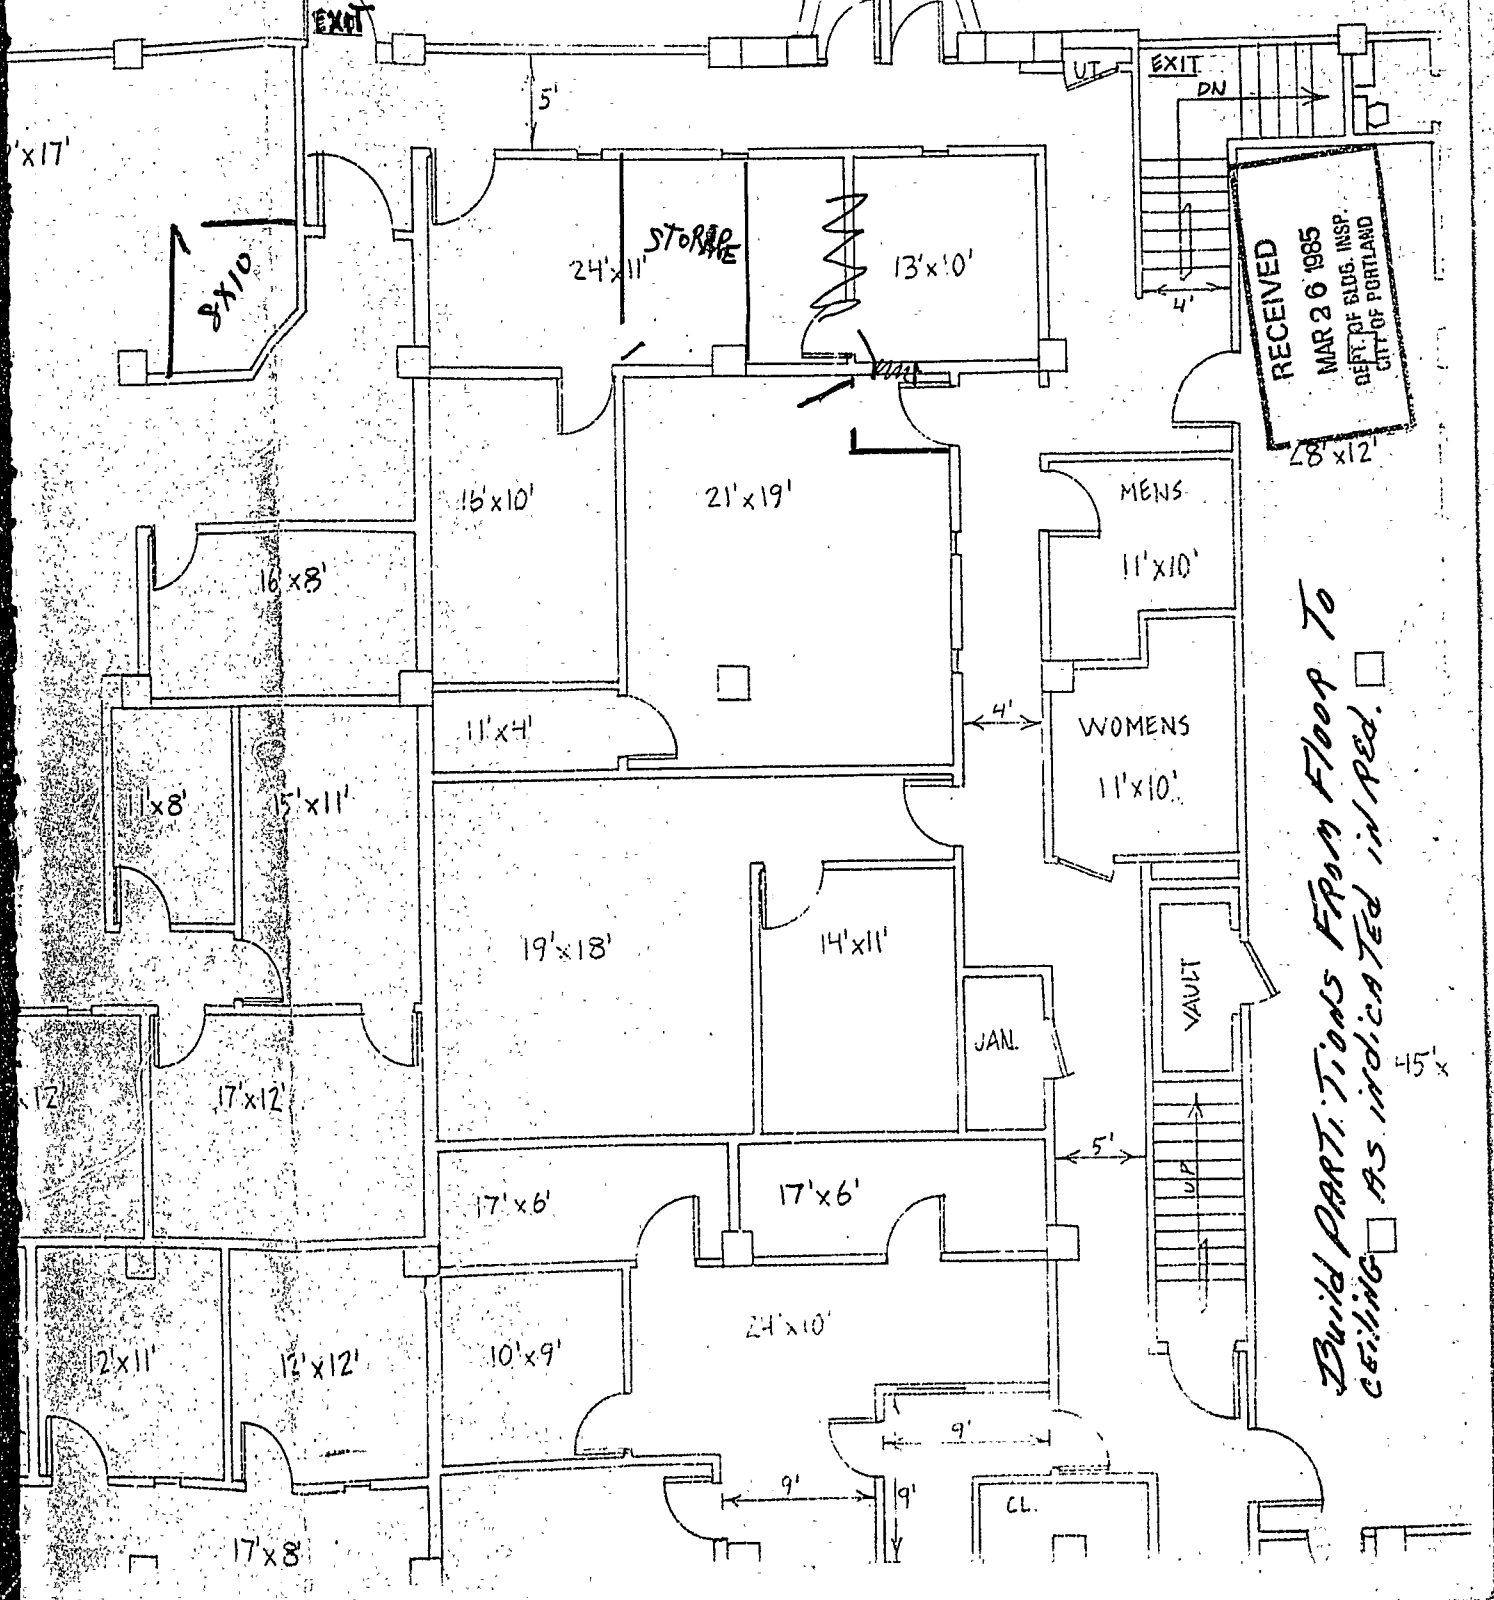 EXIT
UT
EXIT
DN
5'
'x17'
STORAGE
24'x11'
13'x10'
8x10
4'
RECEIVED
MAR 26 1985
DEPT. OF BLDG. INSP.
CITY OF PORTLAND
28'x12'
16'x10'
21'x19'
MENS
11'x10'
16'x8'
11'x4'
4'
WOMENS
11'x10'
11'x8'
15'x11'
19'x18'
14'x11'
VAULT
JAN.
Build PARTiTiONS FROM FlooR To
CEiliNG AS iNdiCATEd iN REd.
45'x
x12'
17'x12'
5'
UP
17'x6'
17'x6'
24'x10'
12'x11'
12'x12'
10'x9'
9'
9'
9'
CL.
17'x8'